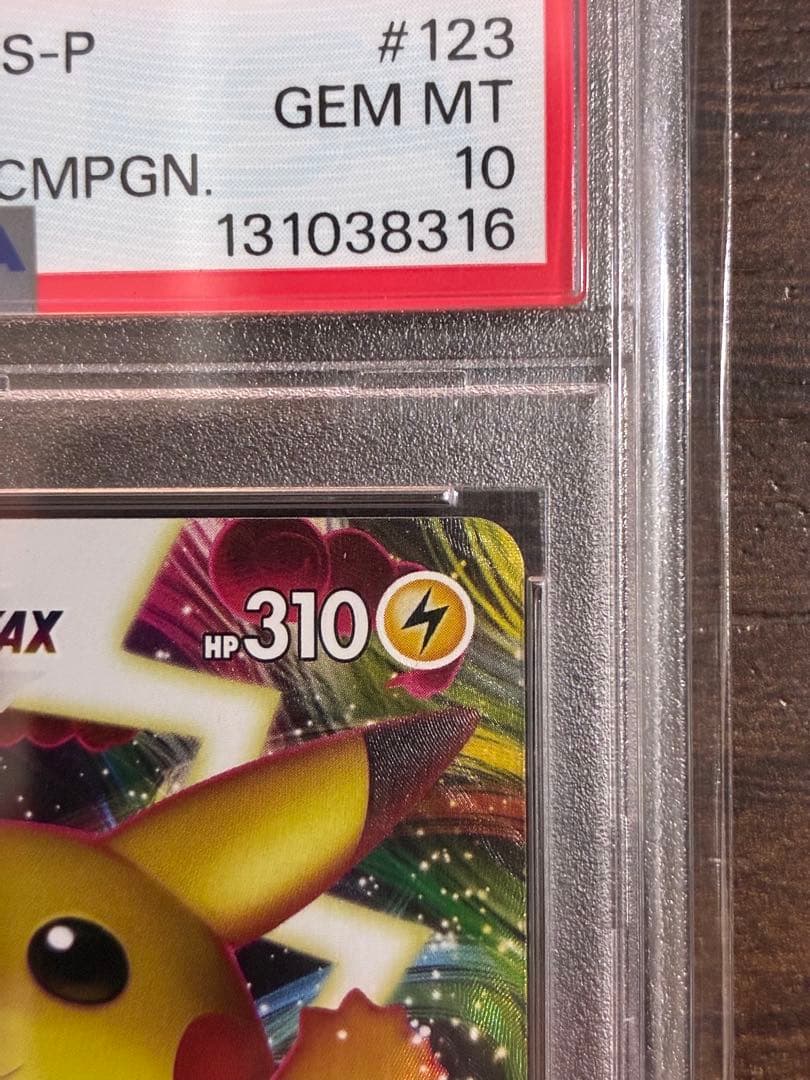 S-P #123
GEM MT
CMPGN. 10
131038316
A
AX HP310